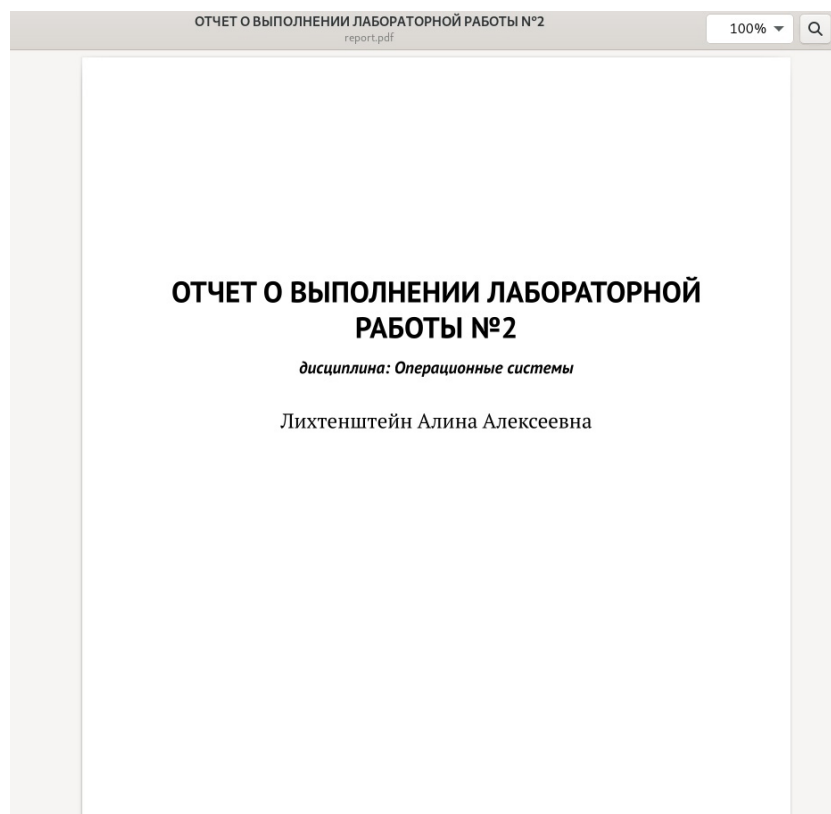 ОТЧЕТ О ВЫПОЛНЕНИИ ЛАБОРАТОРНОЙ РАБОТЫ №2
report.pdf
100%
ОТЧЕТ О ВЫПОЛНЕНИИ ЛАБОРАТОРНОЙ
РАБОТЫ №2
дисциплина: Операционные системы
Лихтенштейн Алина Алексеевна